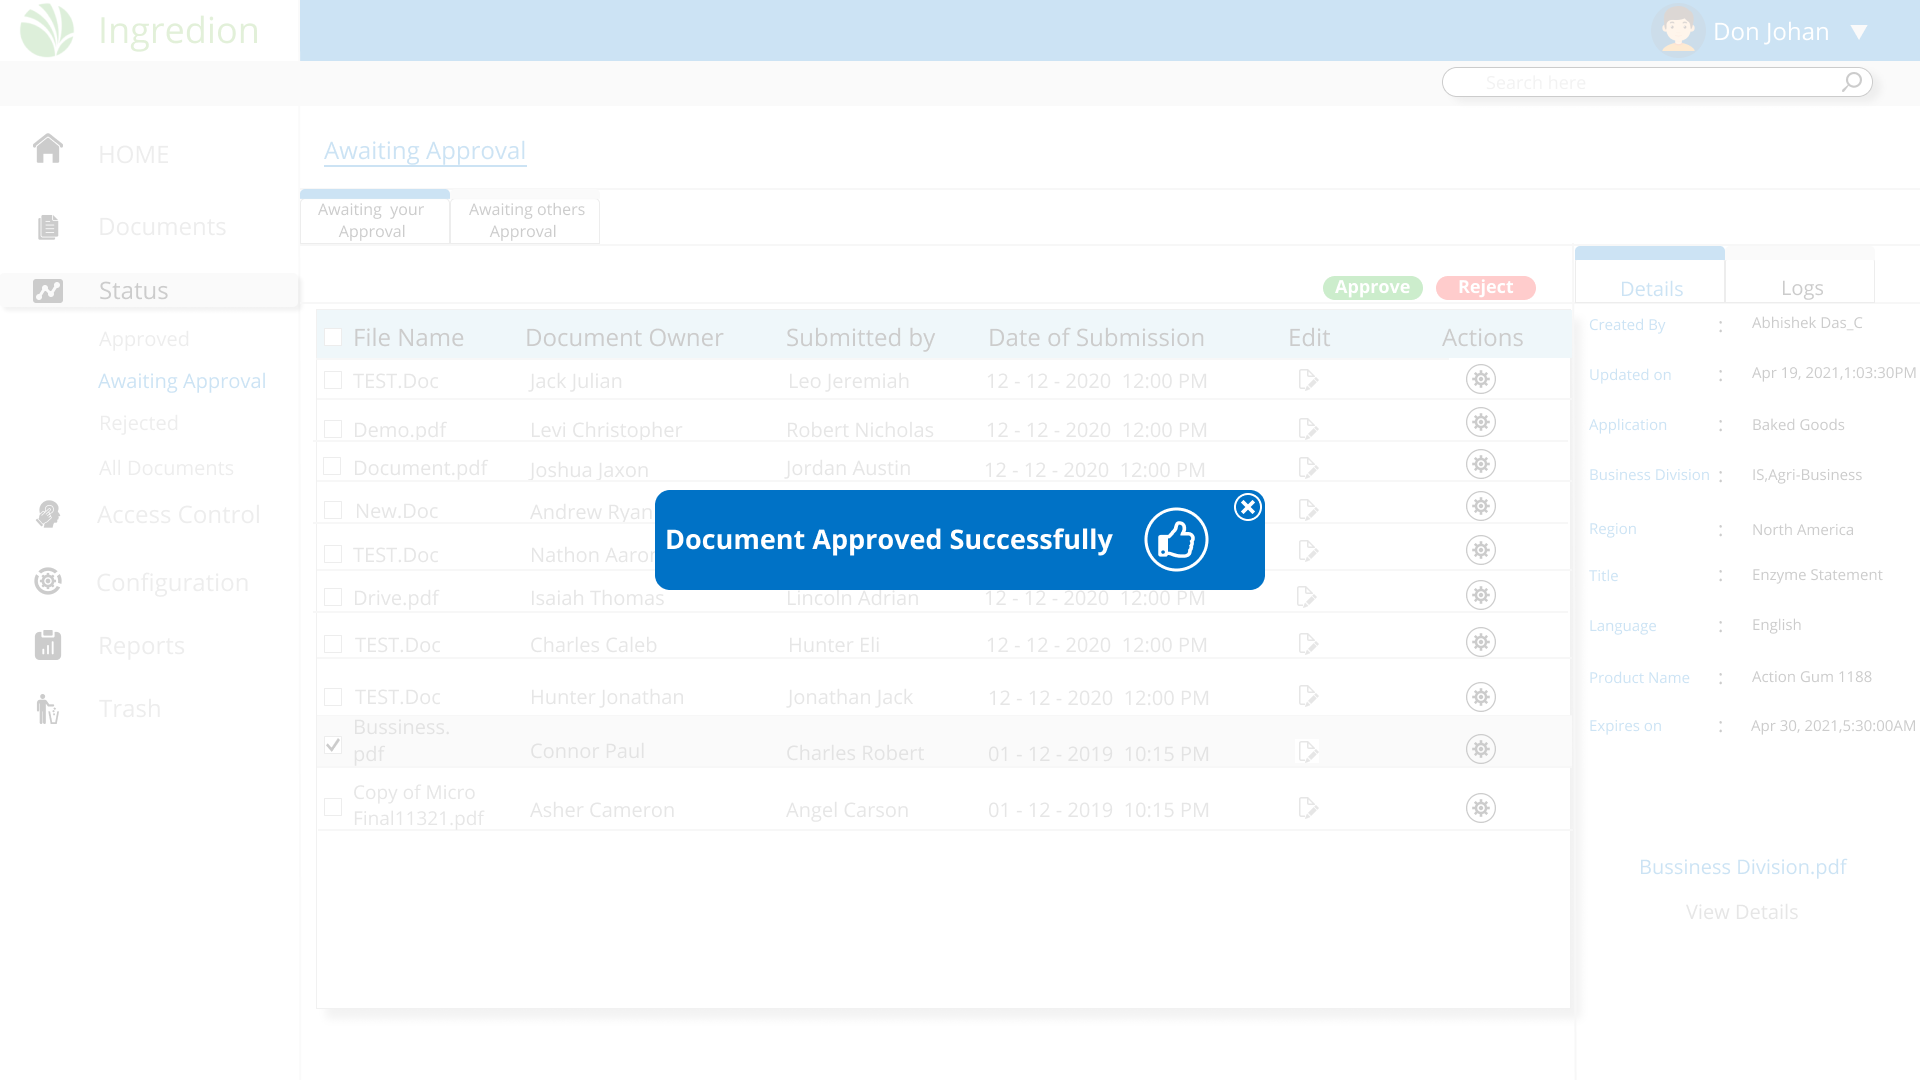 Ingredion
Don Johan ▼
Search here
HOME
Documents
Status
Approved
Awaiting Approval
Rejected
All Documents
Access Control
Configuration
Reports
Trash
Awaiting Approval
Awaiting your
Approval
Awaiting others
Approval
Approve Reject
File Name Document Owner Submitted by Date of Submission Edit Actions
TEST.Doc Jack Julian Leo Jeremiah 12 - 12 - 2020 12:00 PM
Demo.pdf Levi Christopher Robert Nicholas 12 - 12 - 2020 12:00 PM
Document.pdf Joshua Jaxon Jordan Austin 12 - 12 - 2020 12:00 PM
New.Doc Andrew Ryan
TEST.Doc Nathon Aaron
Document Approved Successfully
Drive.pdf Isaiah Thomas Lincoln Adrian 12 - 12 - 2020 12:00 PM
TEST.Doc Charles Caleb Hunter Eli 12 - 12 - 2020 12:00 PM
TEST.Doc Hunter Jonathan Jonathan Jack 12 - 12 - 2020 12:00 PM
Bussiness.
pdf Connor Paul Charles Robert 01 - 12 - 2019 10:15 PM
Copy of Micro
Final11321.pdf Asher Cameron Angel Carson 01 - 12 - 2019 10:15 PM
Details Logs
Created By : Abhishek Das_C
Updated on : Apr 19, 2021,1:03:30PM
Application : Baked Goods
Business Division : IS,Agri-Business
Region : North America
Title : Enzyme Statement
Language : English
Product Name : Action Gum 1188
Expires on : Apr 30, 2021,5:30:00AM
Bussiness Division.pdf
View Details